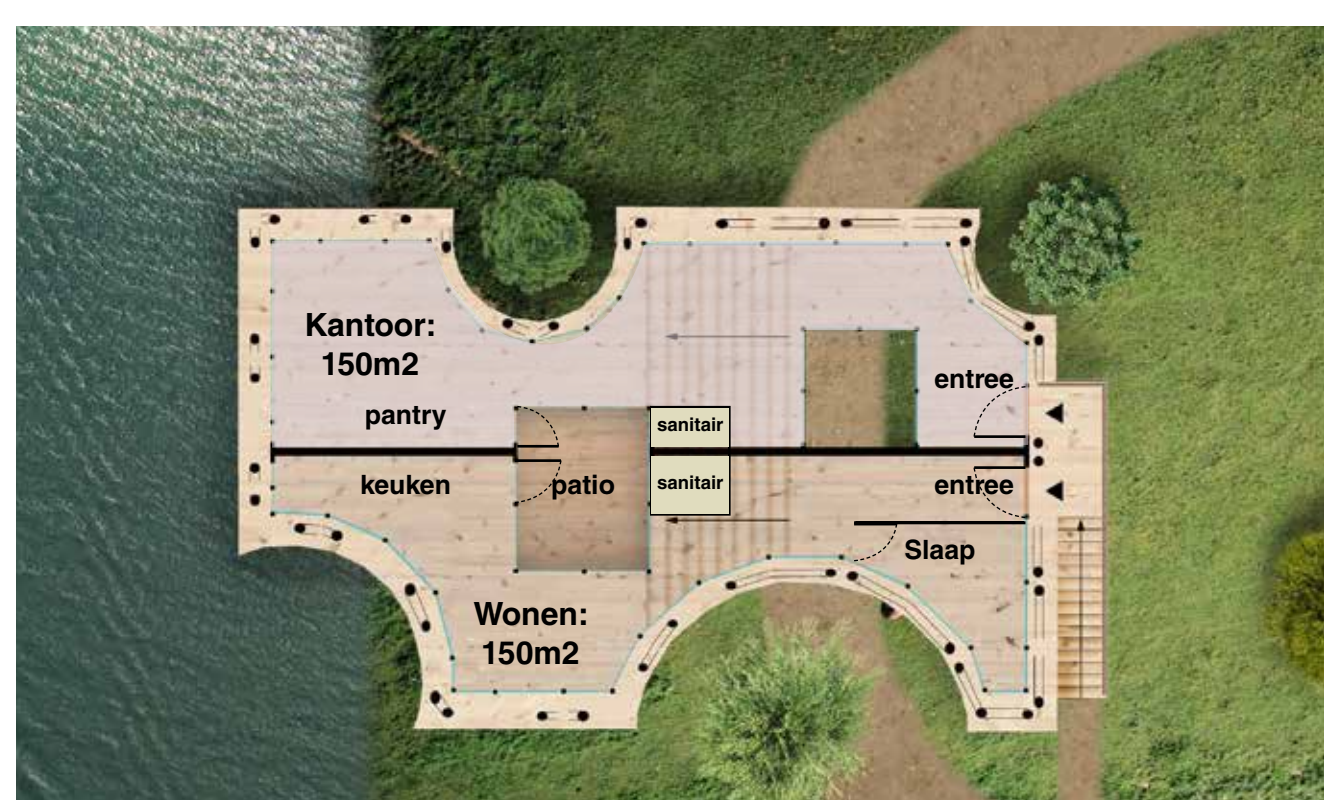 Kantoor:
150m2
entree
pantry
sanitair
keuken
patio
sanitair
entree
Slaap
Wonen:
150m2